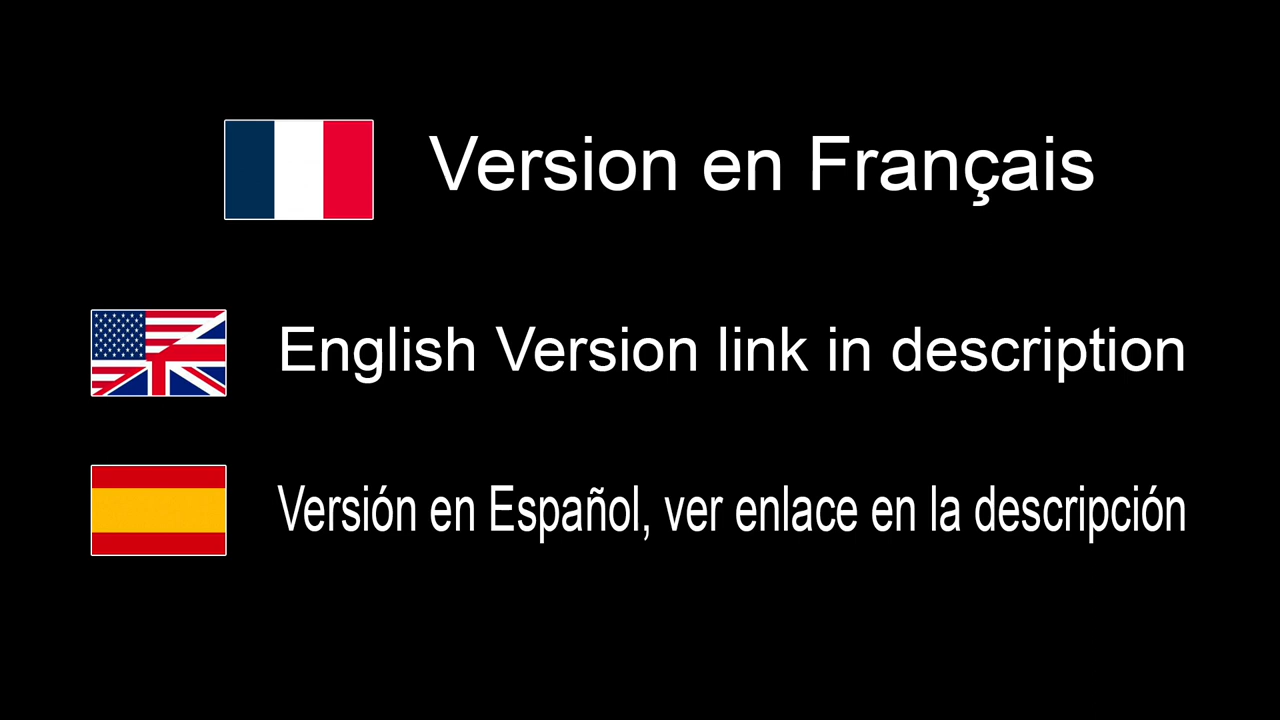 Version en Français
English Version link in description
Versión en Español, ver enlace en la descripción